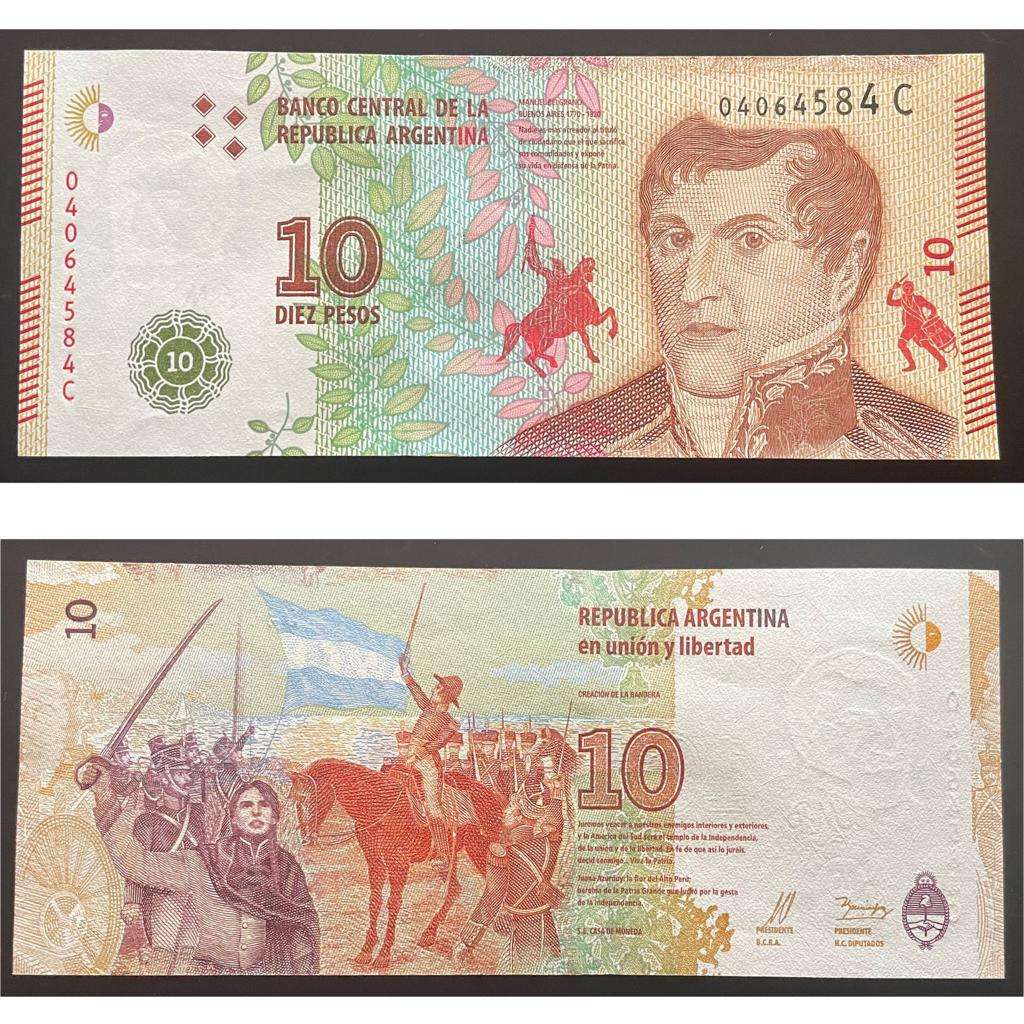 BANCO CENTRAL DE LA
REPUBLICA ARGENTINA
MANUEL BELGRANO
BUENOS AIRES 1770 - 1820
Nadie es más acreedor al título
de ciudadano que el que sacrifica
sus comodidades y expone
su vida en defensa de la Patria.
04064584 C
04064584 C
10
DIEZ PESOS
10
10
10
REPUBLICA ARGENTINA
en unión y libertad
CREACIÓN DE LA BANDERA
10
Juremos vencer a nuestros enemigos interiores y exteriores,
y la América del Sud será el templo de la Independencia,
de la unión y de la libertad. En fe de que así lo juráis,
decid conmigo... Viva la Patria.
Juana Azurduy: la flor del Alto Perú;
heroína de la Patria Grande que luchó por la gesta
de la independencia.
S.E. CASA DE MONEDA
PRESIDENTE
B.C.R.A.
PRESIDENTE
H.C. DIPUTADOS